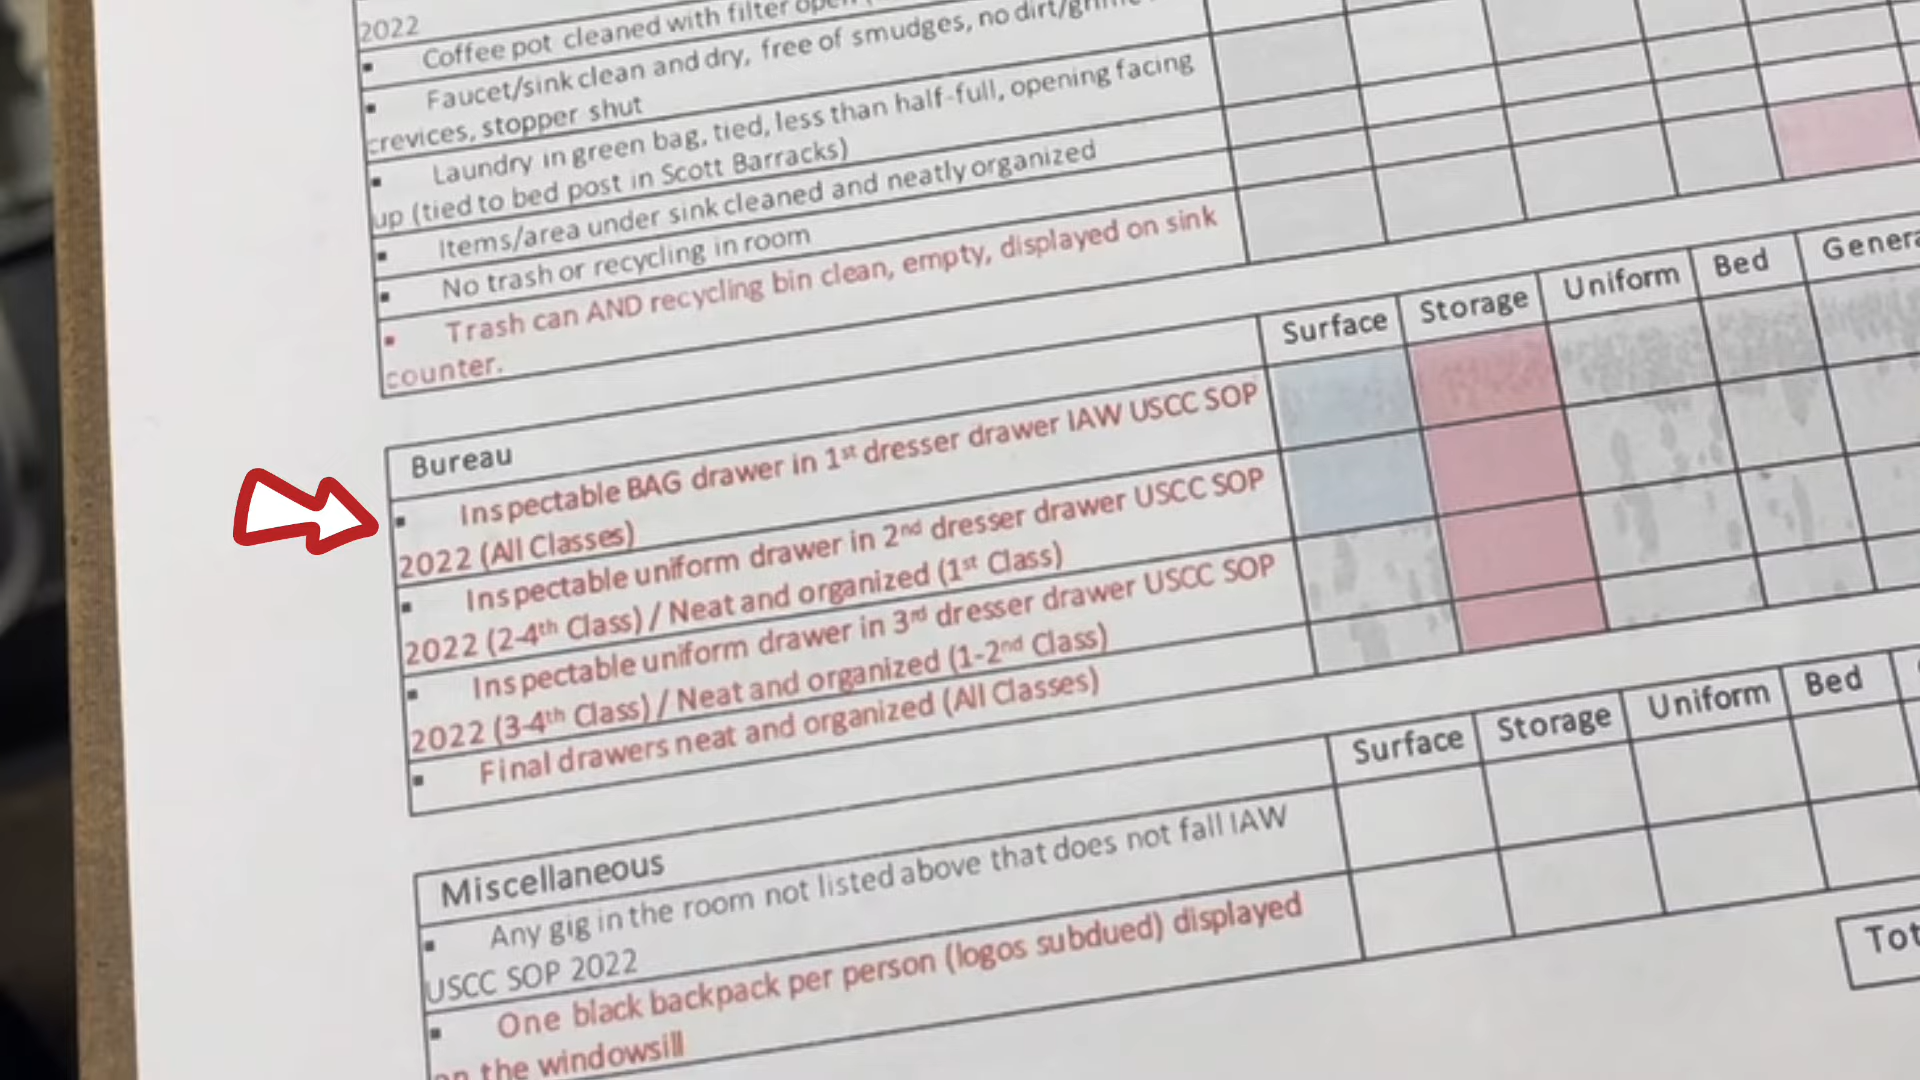 2022
▪ Coffee pot cleaned with filter open
▪ Faucet/sink clean and dry, free of smudges, no dirt/grime
crevices, stopper shut
▪ Laundry in green bag, tied, less than half-full, opening facing
up (tied to bed post in Scott Barracks)
▪ Items/area under sink cleaned and neatly organized
▪ No trash or recycling in room
▪ Trash can AND recycling bin clean, empty, displayed on sink
counter.
Bureau Surface Storage Uniform Bed
▪ Inspectable BAG drawer in 1st dresser drawer IAW USCC SOP
2022 (All Classes)
▪ Inspectable uniform drawer in 2nd dresser drawer USCC SOP
2022 (2-4th Class) / Neat and organized (1st Class)
▪ Inspectable uniform drawer in 3rd dresser drawer USCC SOP
2022 (3-4th Class) / Neat and organized (1-2nd Class)
▪ Final drawers neat and organized (All Classes)
Miscellaneous Surface Storage Uniform Bed
▪ Any gig in the room not listed above that does not fall IAW
USCC SOP 2022
▪ One black backpack per person (logos subdued) displayed
on the windowsill